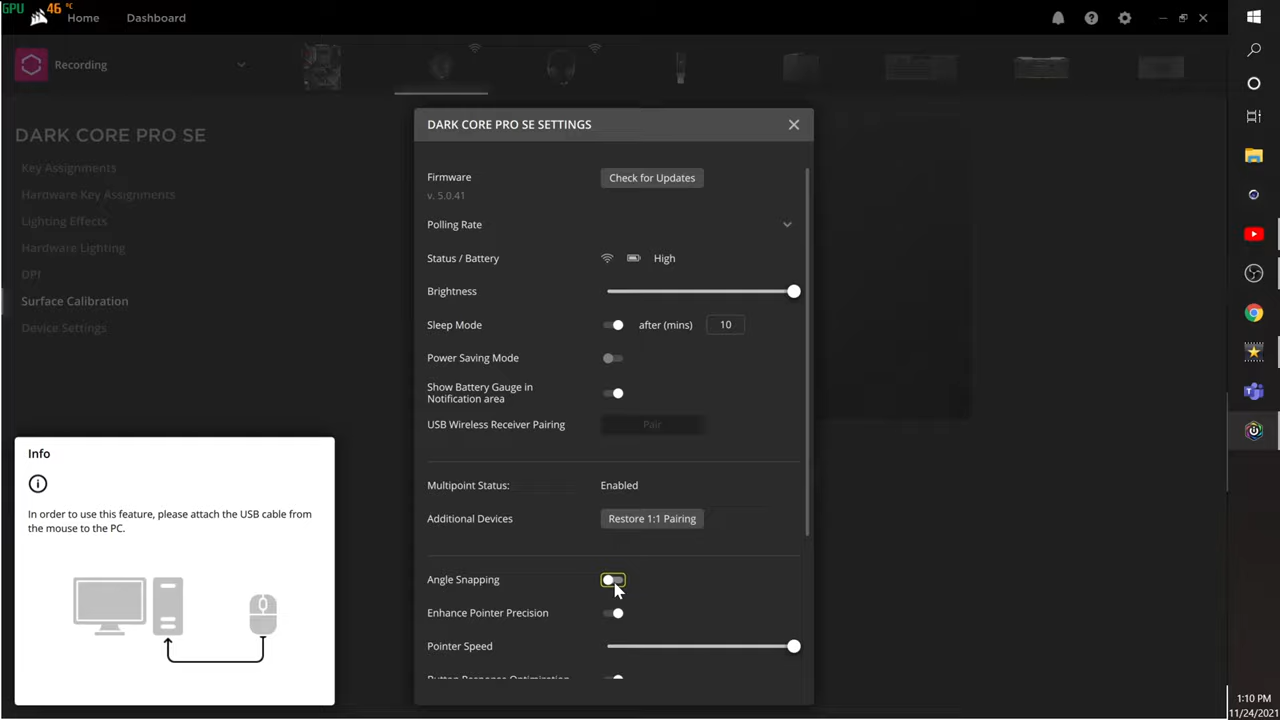 GPU 46 °C
Home Dashboard
Recording
DARK CORE PRO SE
Key Assignments
Hardware Key Assignments
Lighting Effects
Hardware Lighting
DPI
Surface Calibration
Device Settings
DARK CORE PRO SE SETTINGS
Firmware Check for Updates
v. 5.0.41
Polling Rate
Status / Battery High
Brightness
Sleep Mode after (mins) 10
Power Saving Mode
Show Battery Gauge in
Notification area
USB Wireless Receiver Pairing Pair
Multipoint Status: Enabled
Additional Devices Restore 1:1 Pairing
Angle Snapping
Enhance Pointer Precision
Pointer Speed
Button Response Optimization
Info
In order to use this feature, please attach the USB cable from
the mouse to the PC.
1:10 PM
11/24/2021